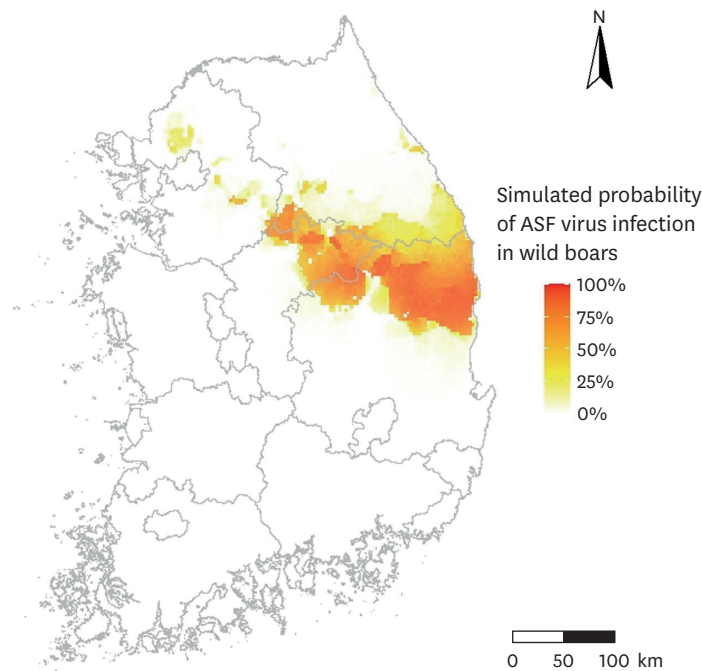 N
Simulated probability
of ASF virus infection
in wild boars
100%
75%
50%
25%
0%
0 50 100 km